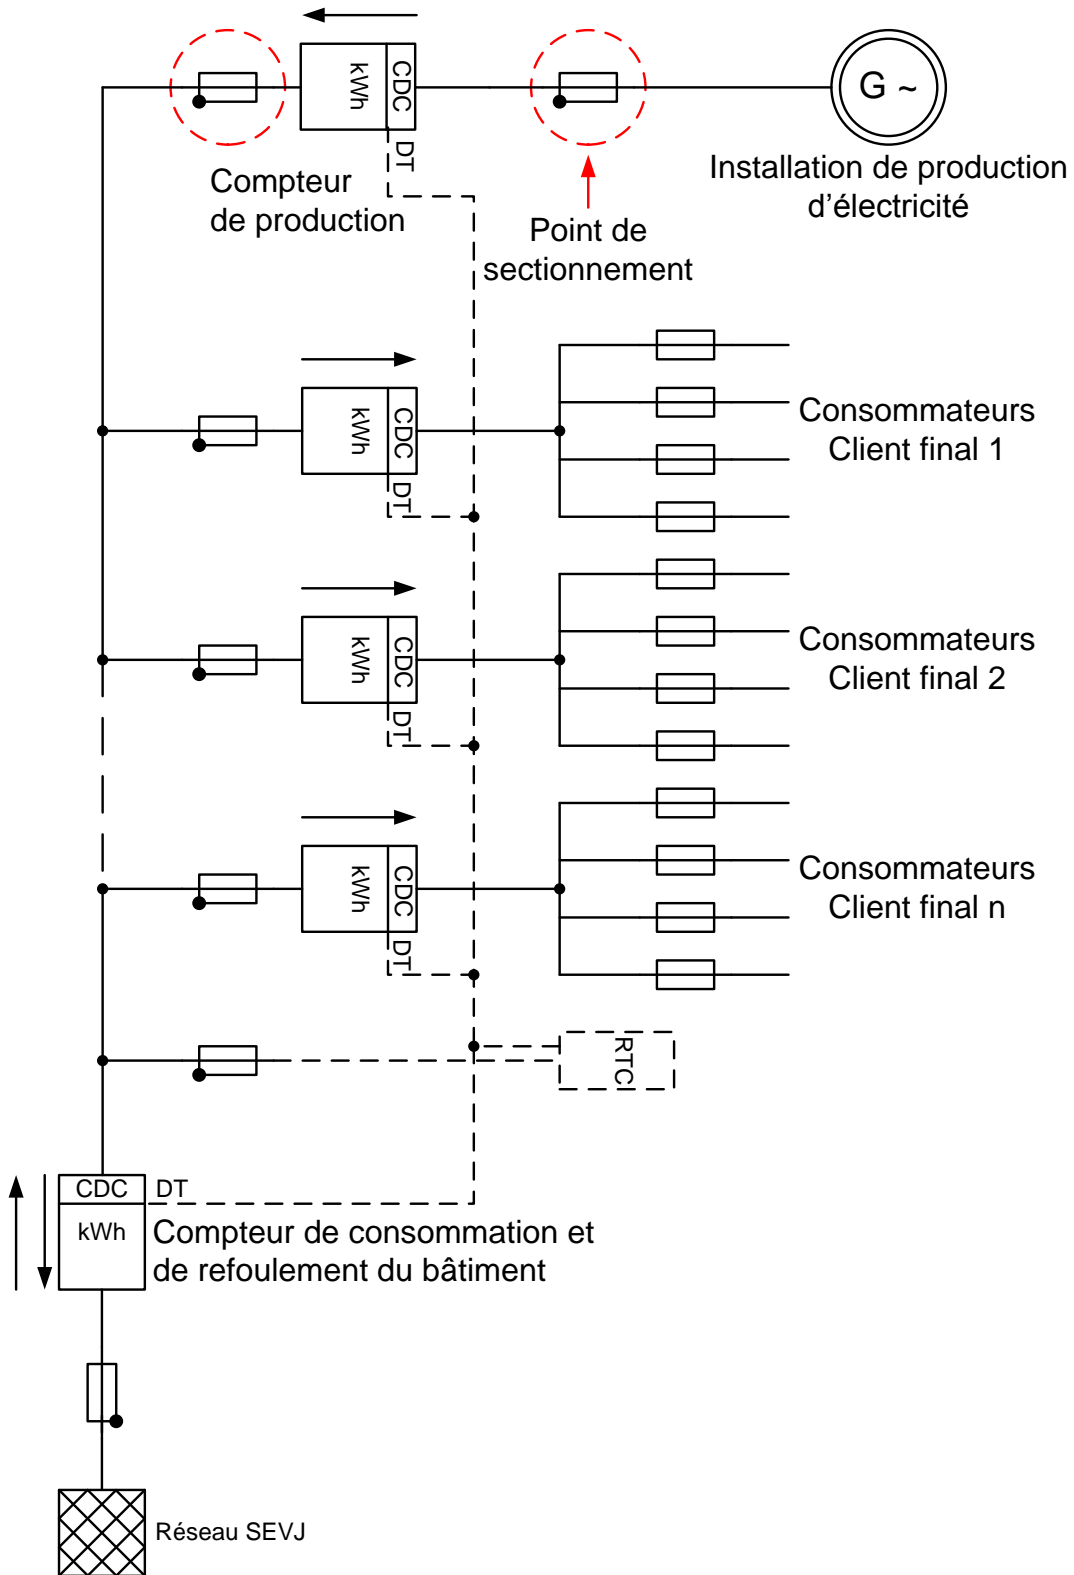 kWh
CDC
DT
G ~
Compteur
de production
Installation de production
d'électricité
Point de
sectionnement
kWh
CDC
DT
Consommateurs
Client final 1
kWh
CDC
DT
Consommateurs
Client final 2
kWh
CDC
DT
Consommateurs
Client final n
RTC
CDC
DT
kWh
Compteur de consommation et
de refoulement du bâtiment
Réseau SEVJ